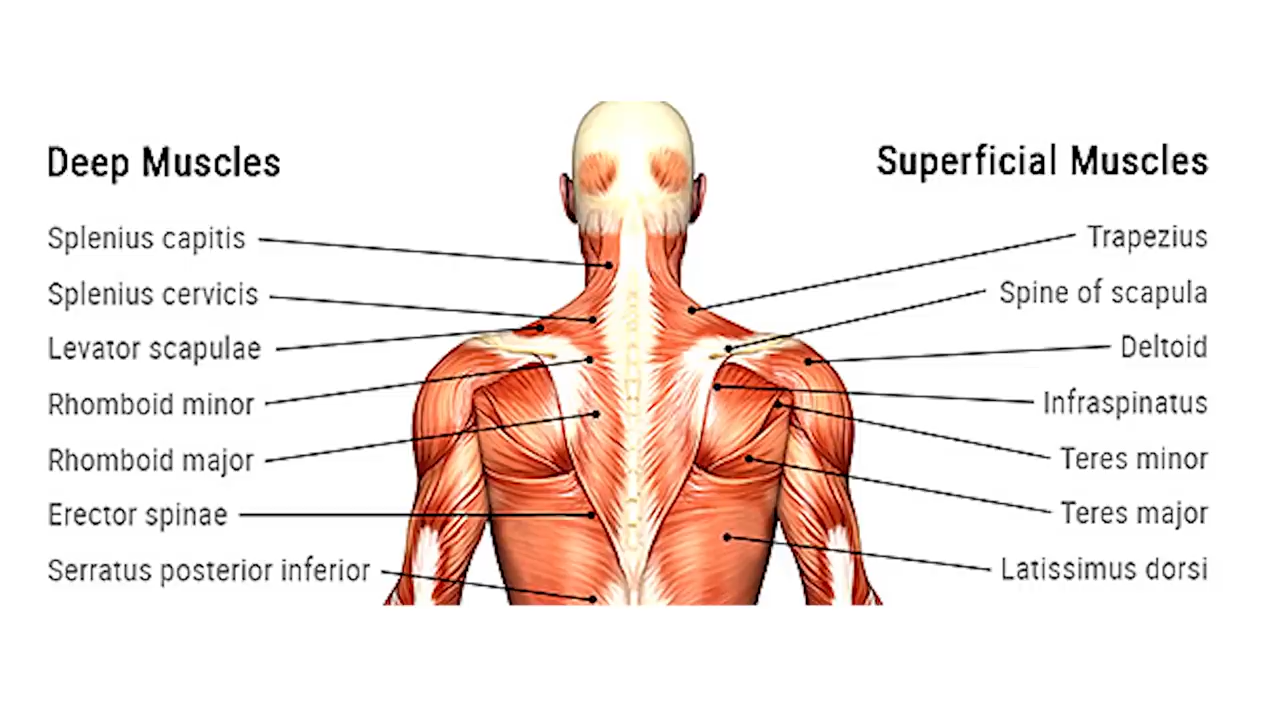 Deep Muscles
Splenius capitis
Splenius cervicis
Levator scapulae
Rhomboid minor
Rhomboid major
Erector spinae
Serratus posterior inferior
Superficial Muscles
Trapezius
Spine of scapula
Deltoid
Infraspinatus
Teres minor
Teres major
Latissimus dorsi